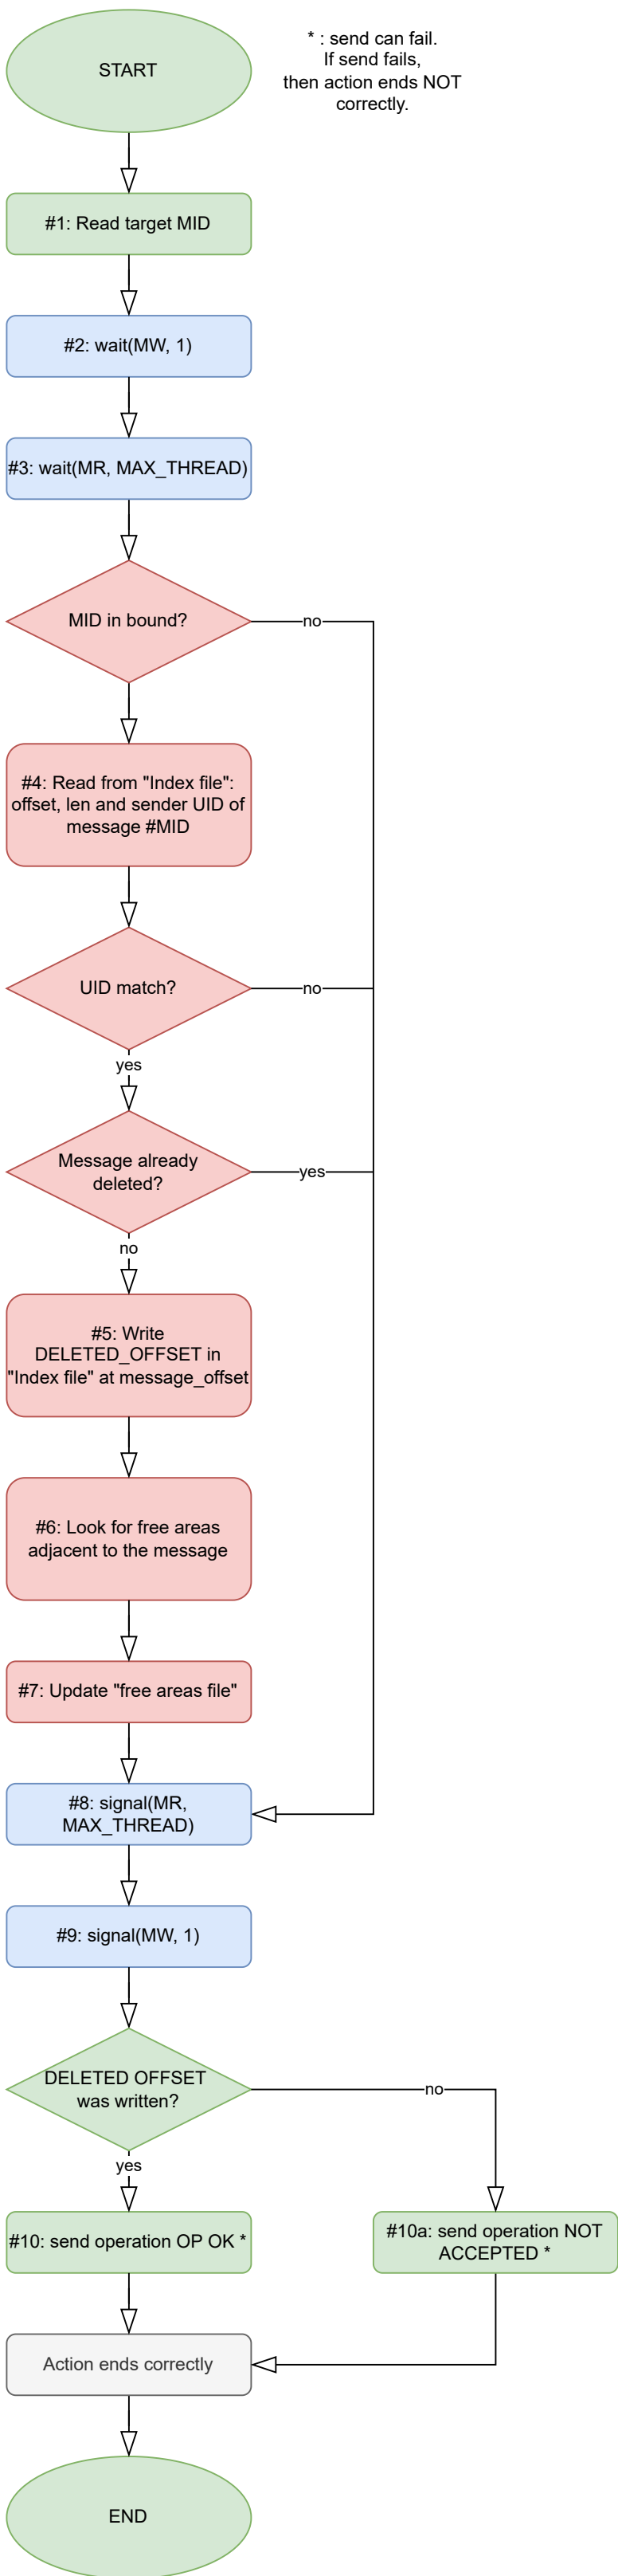 START
* : send can fail.
If send fails,
then action ends NOT
correctly.
#1: Read target MID
#2: wait(MW, 1)
#3: wait(MR, MAX_THREAD)
MID in bound?
no
#4: Read from "Index file":
offset, len and sender UID of
message #MID
UID match?
no
yes
Message already
deleted?
yes
no
#5: Write
DELETED_OFFSET in
"Index file" at message_offset
#6: Look for free areas
adjacent to the message
#7: Update "free areas file"
#8: signal(MR,
MAX_THREAD)
#9: signal(MW, 1)
DELETED OFFSET
was written?
no
yes
#10: send operation OP OK *
#10a: send operation NOT
ACCEPTED *
Action ends correctly
END